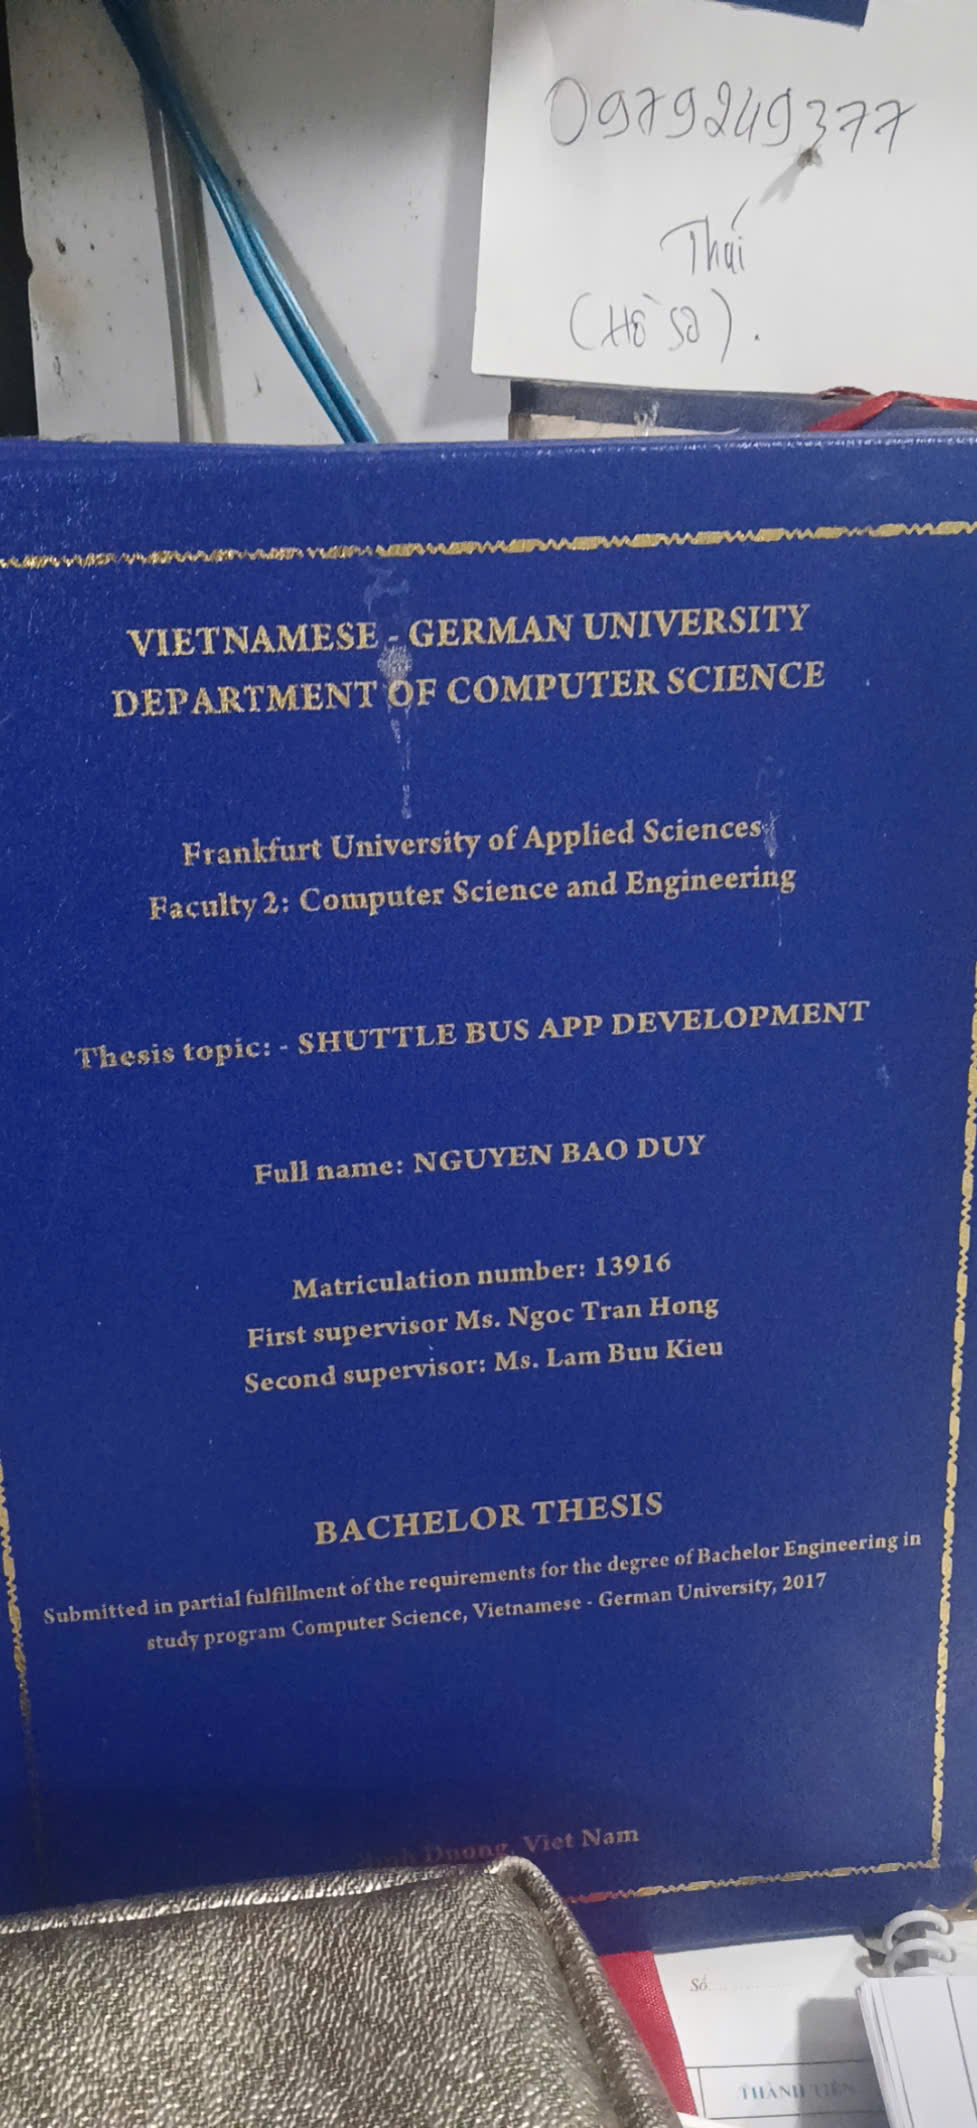 0979249377
Thái
(Hồ sơ).
VIETNAMESE - GERMAN UNIVERSITY
DEPARTMENT OF COMPUTER SCIENCE
Frankfurt University of Applied Sciences
Faculty 2: Computer Science and Engineering
Thesis topic: - SHUTTLE BUS APP DEVELOPMENT
Full name: NGUYEN BAO DUY
Matriculation number: 13916
First supervisor Ms. Ngoc Tran Hong
Second supervisor: Ms. Lam Buu Kieu
BACHELOR THESIS
Submitted in partial fulfillment of the requirements for the degree of Bachelor Engineering in
study program Computer Science, Vietnamese - German University, 2017
Duong, Viet Nam
Số
THÀNH TIỀN